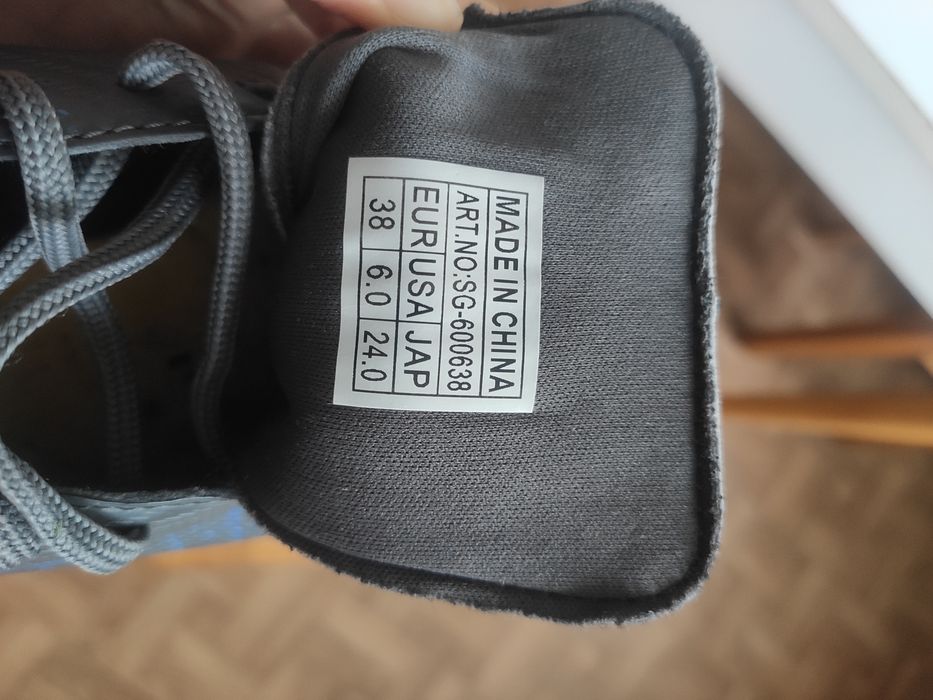 MADE IN CHINA
ART.NO:SG-600638
EUR USA JAP
38 6.0 24.0